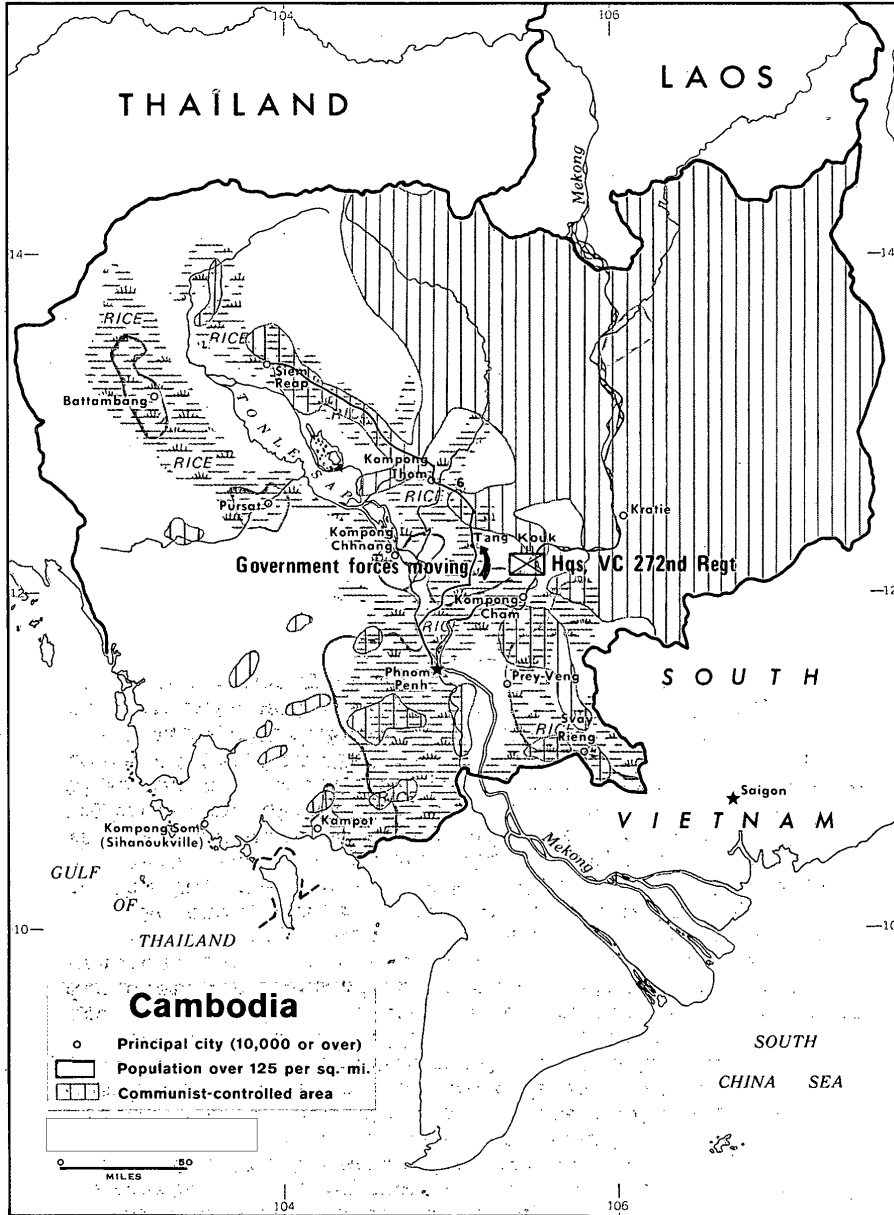 104
106
LAOS
THAILAND
Mekong
14
14
RICE
RICE
Siem
Reap
Battambang
TONLE SAP
RICE
Kompong
Thom
RICE
6
RICE
Pursat
Kratie
Kompong
Chhnang
Tang Kouk
Government forces moving
Hqs. VC 272nd Regt
12
12
Kompong
Cham
RICE
Phnom
Penh
Prey Veng
SOUTH
RICE
Svay
Rieng
Saigon
RICE
Kampot
VIETNAM
Kompong Som
(Sihanoukville)
Mekong
GULF
OF
THAILAND
10
10
Cambodia
Principal city (10,000 or over)
Population over 125 per sq. mi.
Communist-controlled area
SOUTH
CHINA SEA
0 50
MILES
104
106